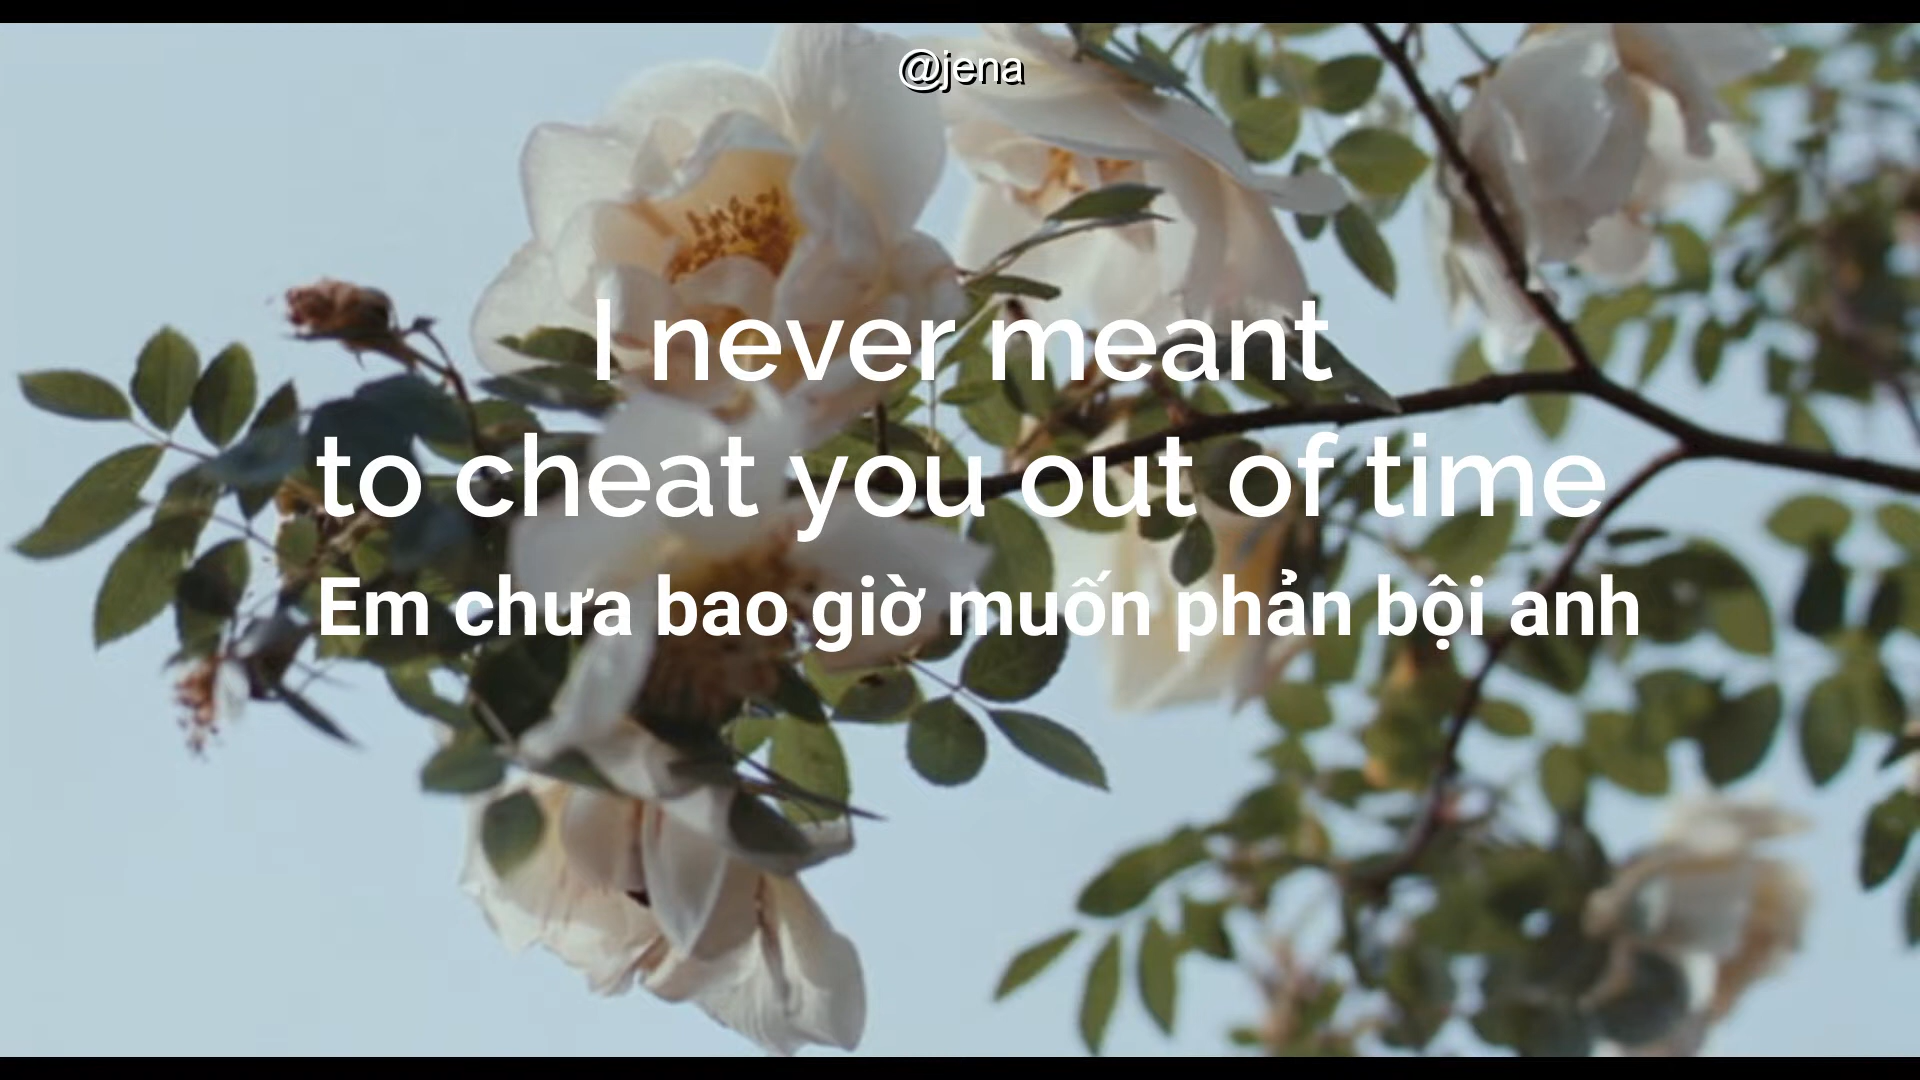 @jena
I never meant
to cheat you out of time
Em chưa bao giờ muốn phản bội anh